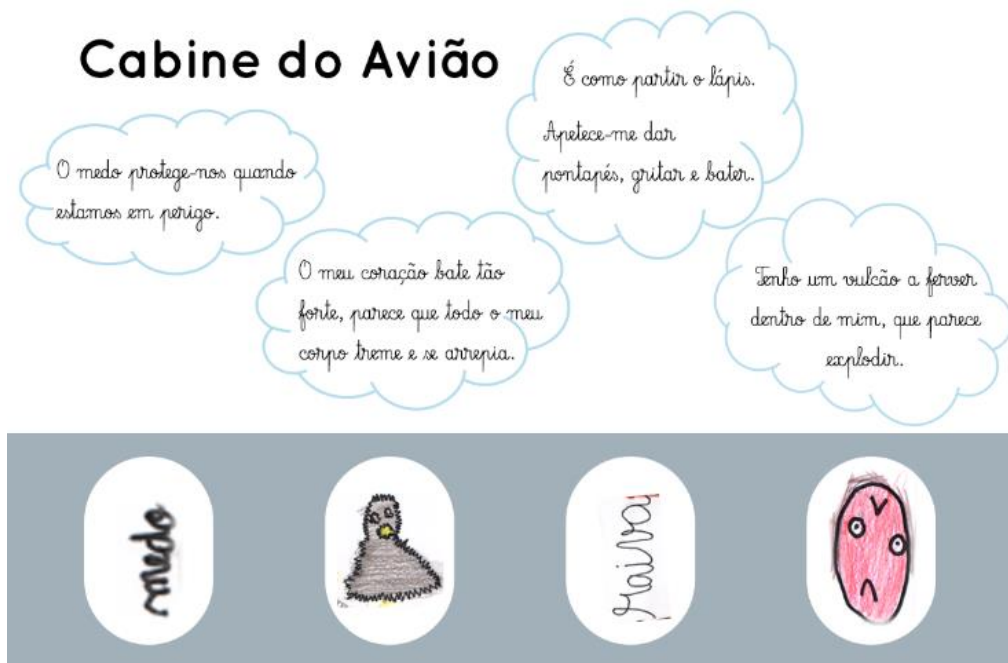 Cabine do Avião
O medo protege-nos quando
estamos em perigo.
O meu coração bate tão
forte, parece que todo o meu
corpo treme e se arrepia.
É como partir o lápis.
Apetece-me dar
pontapés, gritar e bater.
Tenho um vulcão a ferver
dentro de mim, que parece
explodir.
medo
raiva